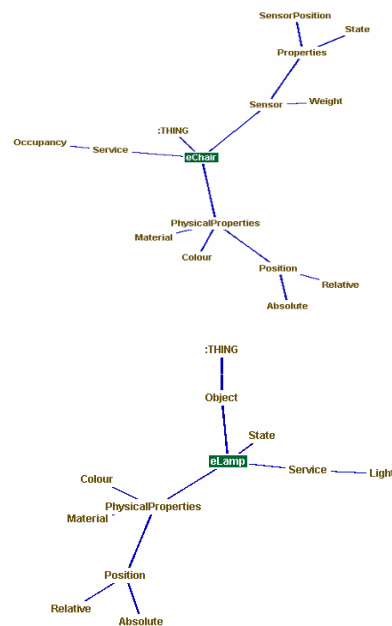 SensorPosition
State
Properties
Sensor
Weight
:THING
Occupancy
Service
eChair
PhysicalProperties
Material
Colour
Position
Relative
Absolute
:THING
Object
State
eLamp
Service
Light
Colour
PhysicalProperties
Material
Position
Relative
Absolute